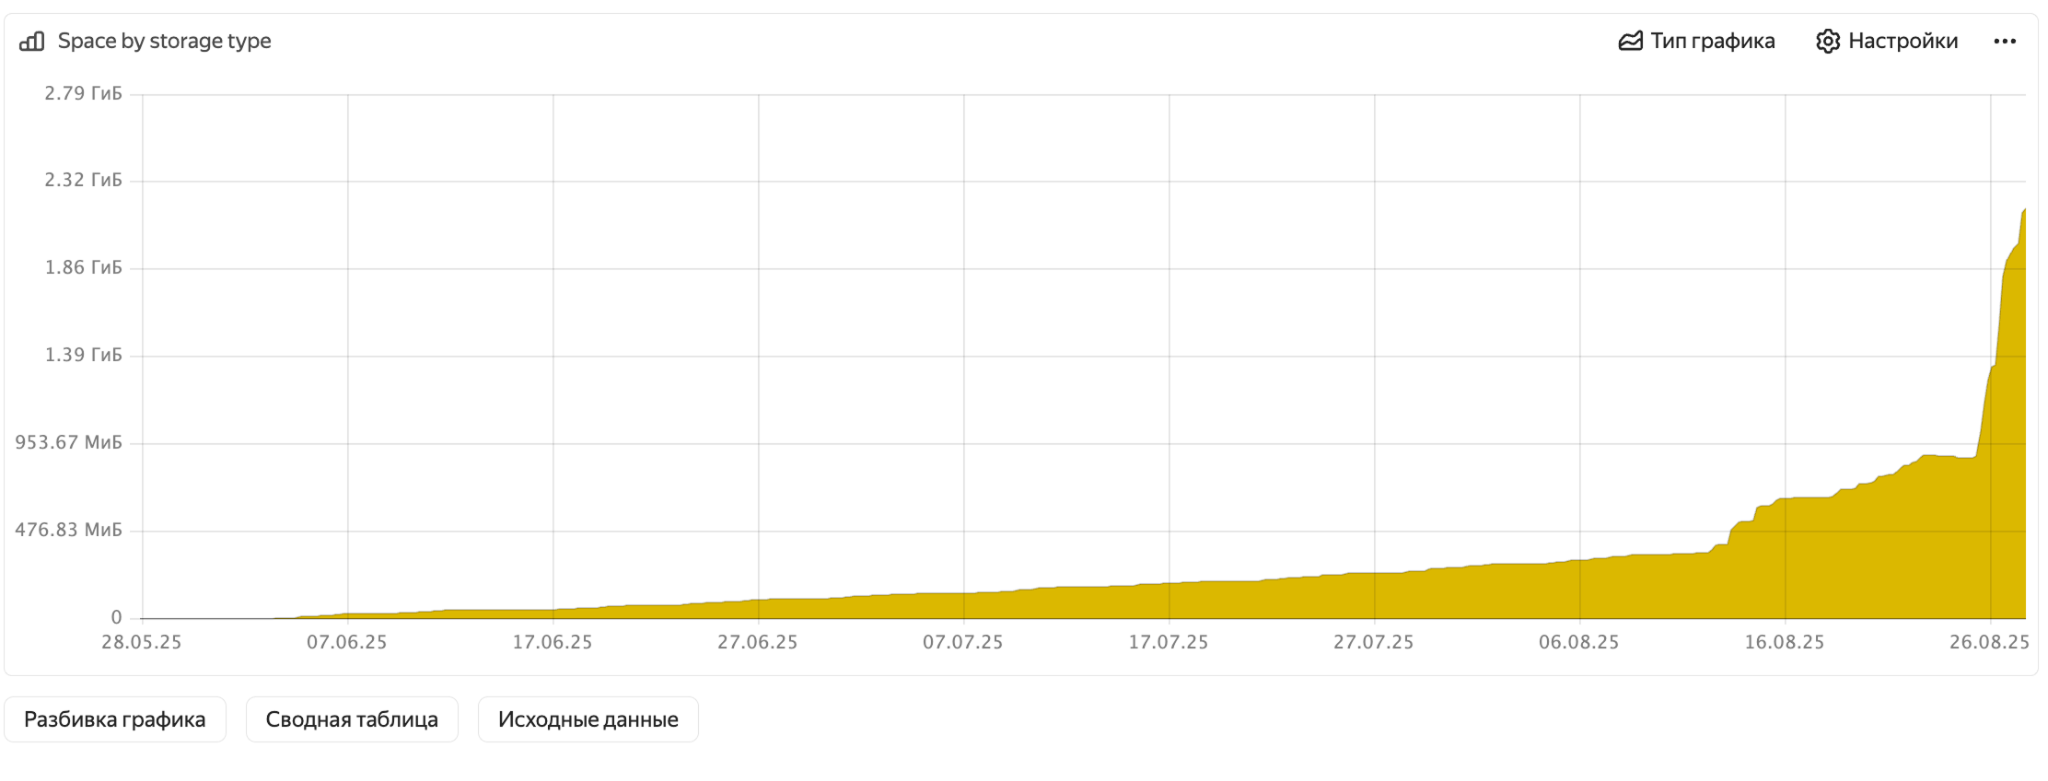 Space by storage type
Тип графика
Настройки
2.79 ГиБ
2.32 ГиБ
1.86 ГиБ
1.39 ГиБ
953.67 МиБ
476.83 МиБ
0
28.05.25 07.06.25 17.06.25 27.06.25 07.07.25 17.07.25 27.07.25 06.08.25 16.08.25 26.08.25
Разбивка графика
Сводная таблица
Исходные данные